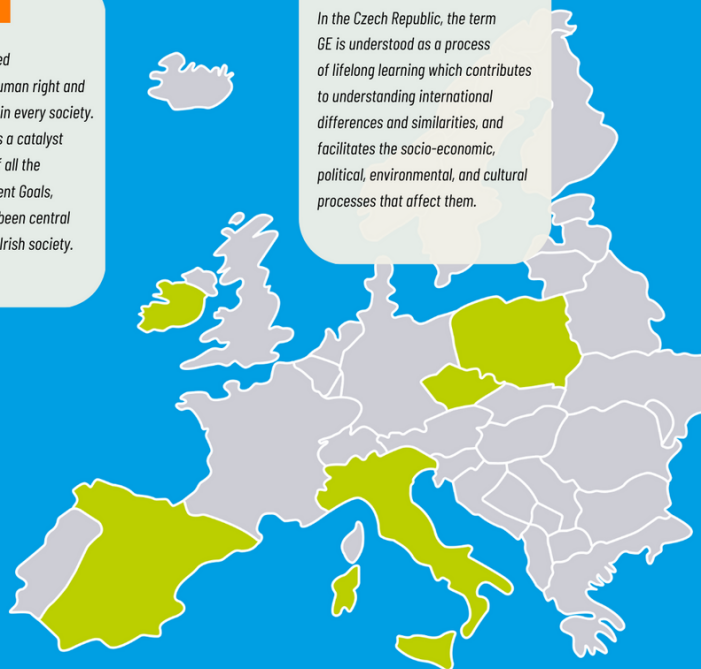 ed
uman right and
in every society.
s a catalyst
f all the
ent Goals,
been central
Irish society.
In the Czech Republic, the term
GE is understood as a process
of lifelong learning which contributes
to understanding international
differences and similarities, and
facilitates the socio-economic,
political, environmental, and cultural
processes that affect them.